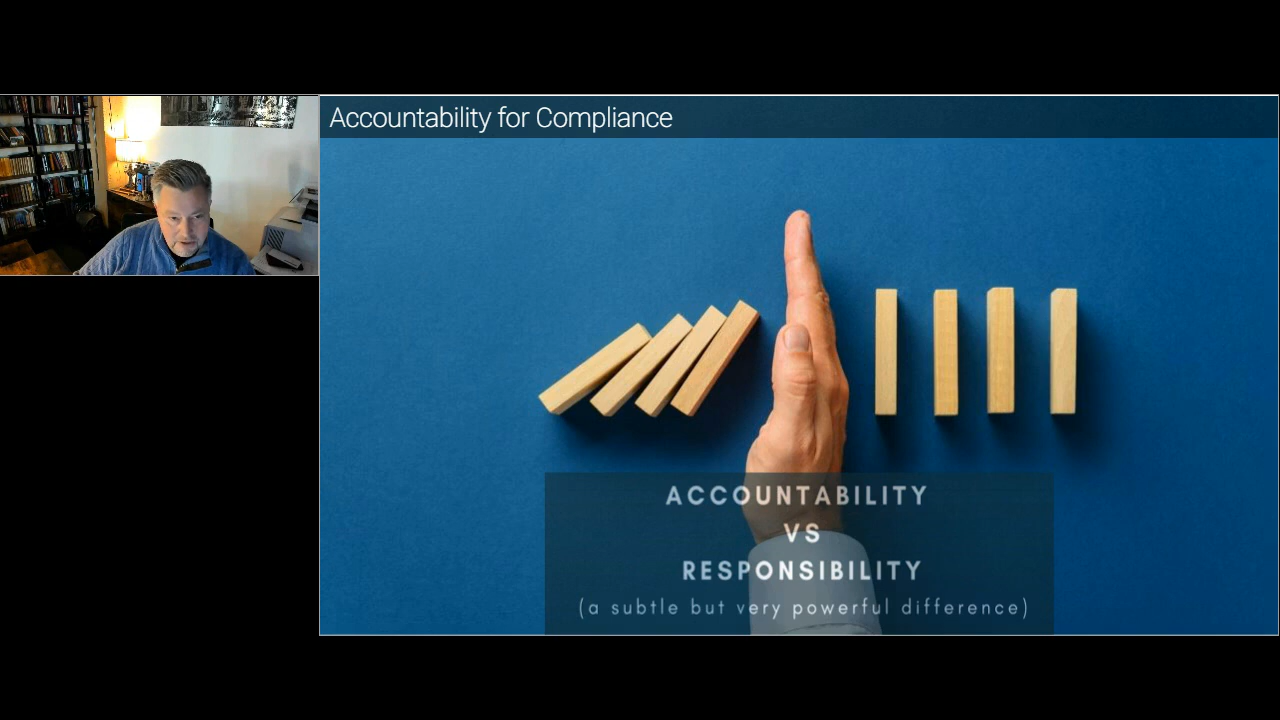 Accountability for Compliance
ACCOUNTABILITY
VS
RESPONSIBILITY
(a subtle but very powerful difference)